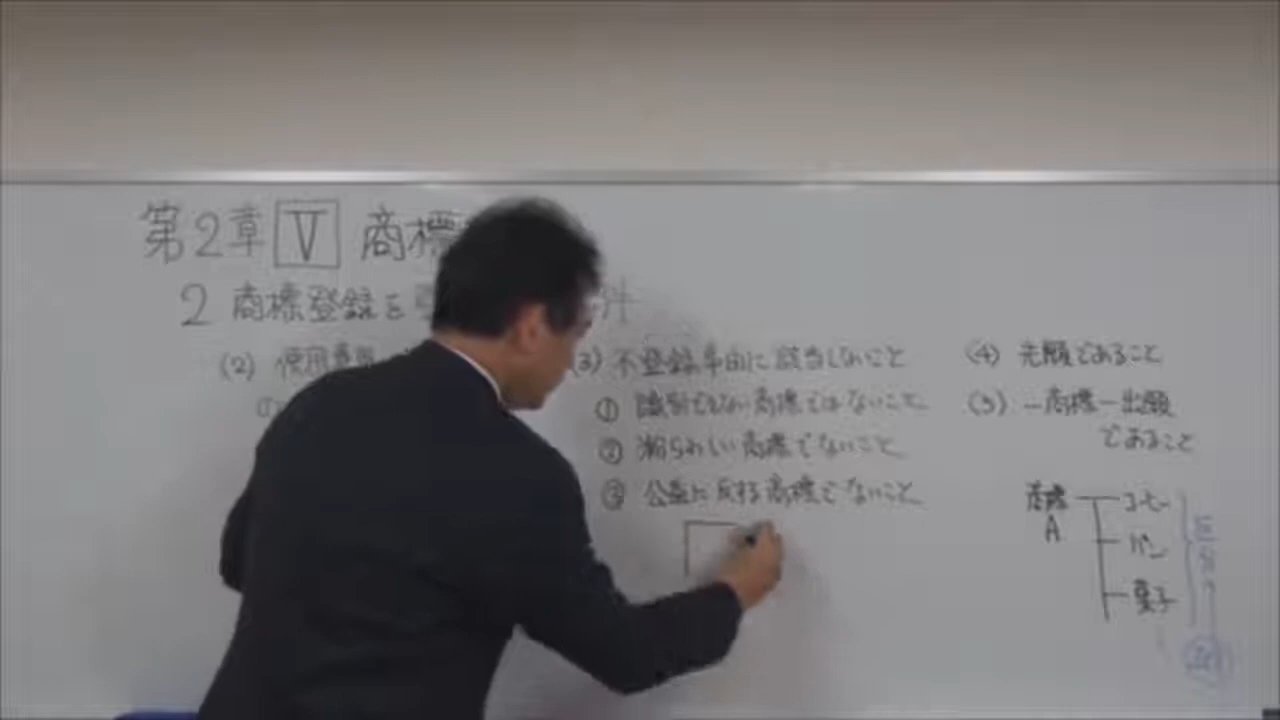 第2章 Ⅴ 商標
2 商標登録を 件
(2) 使用
(3) 不登録事由に該当しないこと
① 識別できない商標ではないこと
② 紛らわしい商標でないこと
③ 公益に反する商標でないこと
(4) 先願であること
(5) 一商標一出願
であること
商標
A
コーヒー
パン
菓子